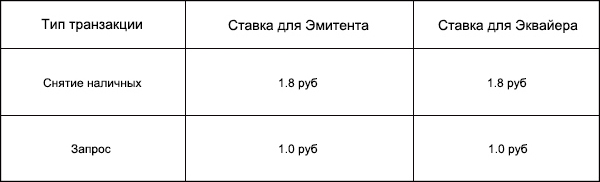 Тип транзакции Ставка для Эмитента Ставка для Эквайера
Снятие наличных 1.8 руб 1.8 руб
Запрос 1.0 руб 1.0 руб